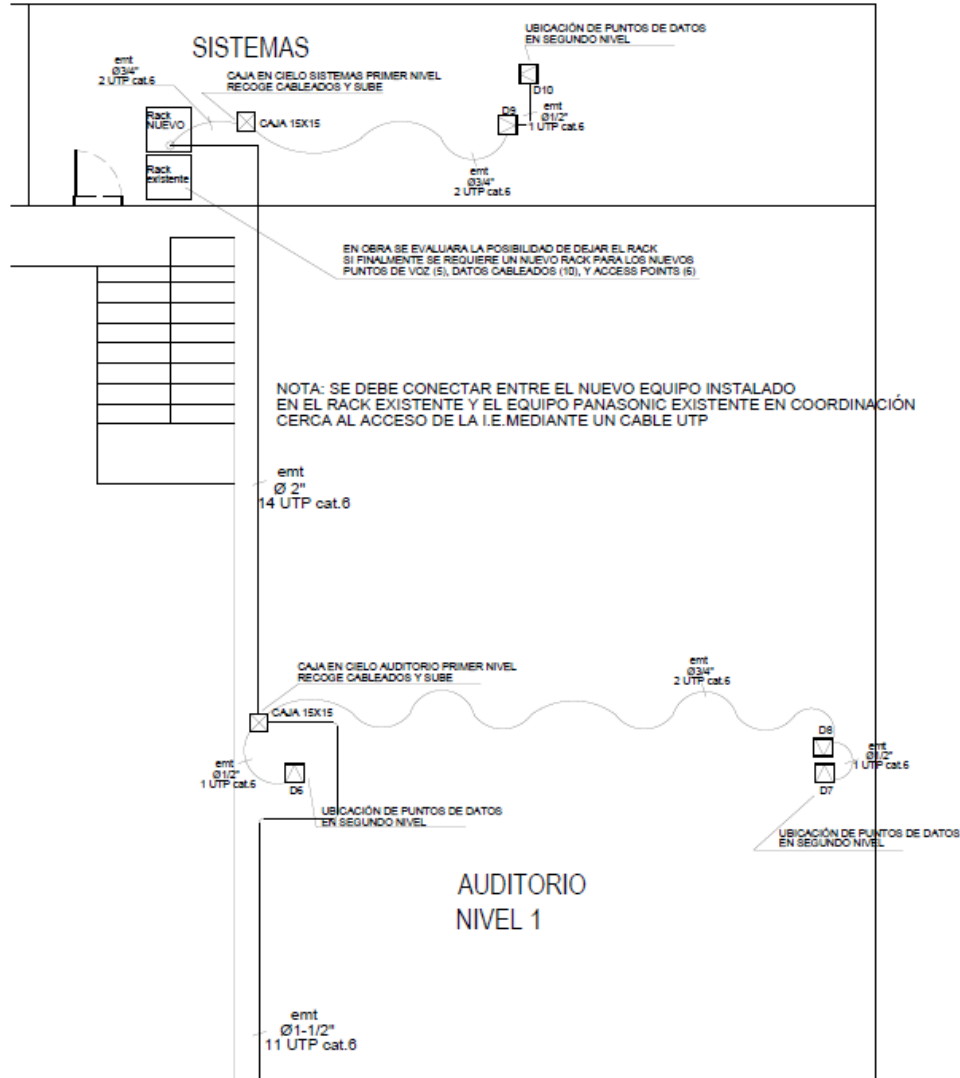 SISTEMAS
UBICACIÓN DE PUNTOS DE DATOS
EN SEGUNDO NIVEL
emt
Ø3/4"
2 UTP cat.6
CAJA EN CIELO SISTEMAS PRIMER NIVEL
RECOGE CABLEADOS Y SUBE
D10
Rack
NUEVO
CAJA 15X15
D9
emt
Ø1/2"
1 UTP cat.6
Rack
existente
emt
Ø3/4"
2 UTP cat.6
EN OBRA SE EVALUARA LA POSIBILIDAD DE DEJAR EL RACK
SI FINALMENTE SE REQUIERE UN NUEVO RACK PARA LOS NUEVOS
PUNTOS DE VOZ (5), DATOS CABLEADOS (10), Y ACCESS POINTS (6)
NOTA: SE DEBE CONECTAR ENTRE EL NUEVO EQUIPO INSTALADO
EN EL RACK EXISTENTE Y EL EQUIPO PANASONIC EXISTENTE EN COORDINACIÓN
CERCA AL ACCESO DE LA I.E.MEDIANTE UN CABLE UTP
emt
Ø 2"
14 UTP cat.6
CAJA EN CIELO AUDITORIO PRIMER NIVEL
RECOGE CABLEADOS Y SUBE
emt
Ø3/4"
2 UTP cat.6
CAJA 15X15
D8
emt
Ø1/2"
1 UTP cat.6
emt
Ø1/2"
1 UTP cat.6
D6
D7
UBICACIÓN DE PUNTOS DE DATOS
EN SEGUNDO NIVEL
UBICACIÓN DE PUNTOS DE DATOS
EN SEGUNDO NIVEL
AUDITORIO
NIVEL 1
emt
Ø1-1/2"
11 UTP cat.6